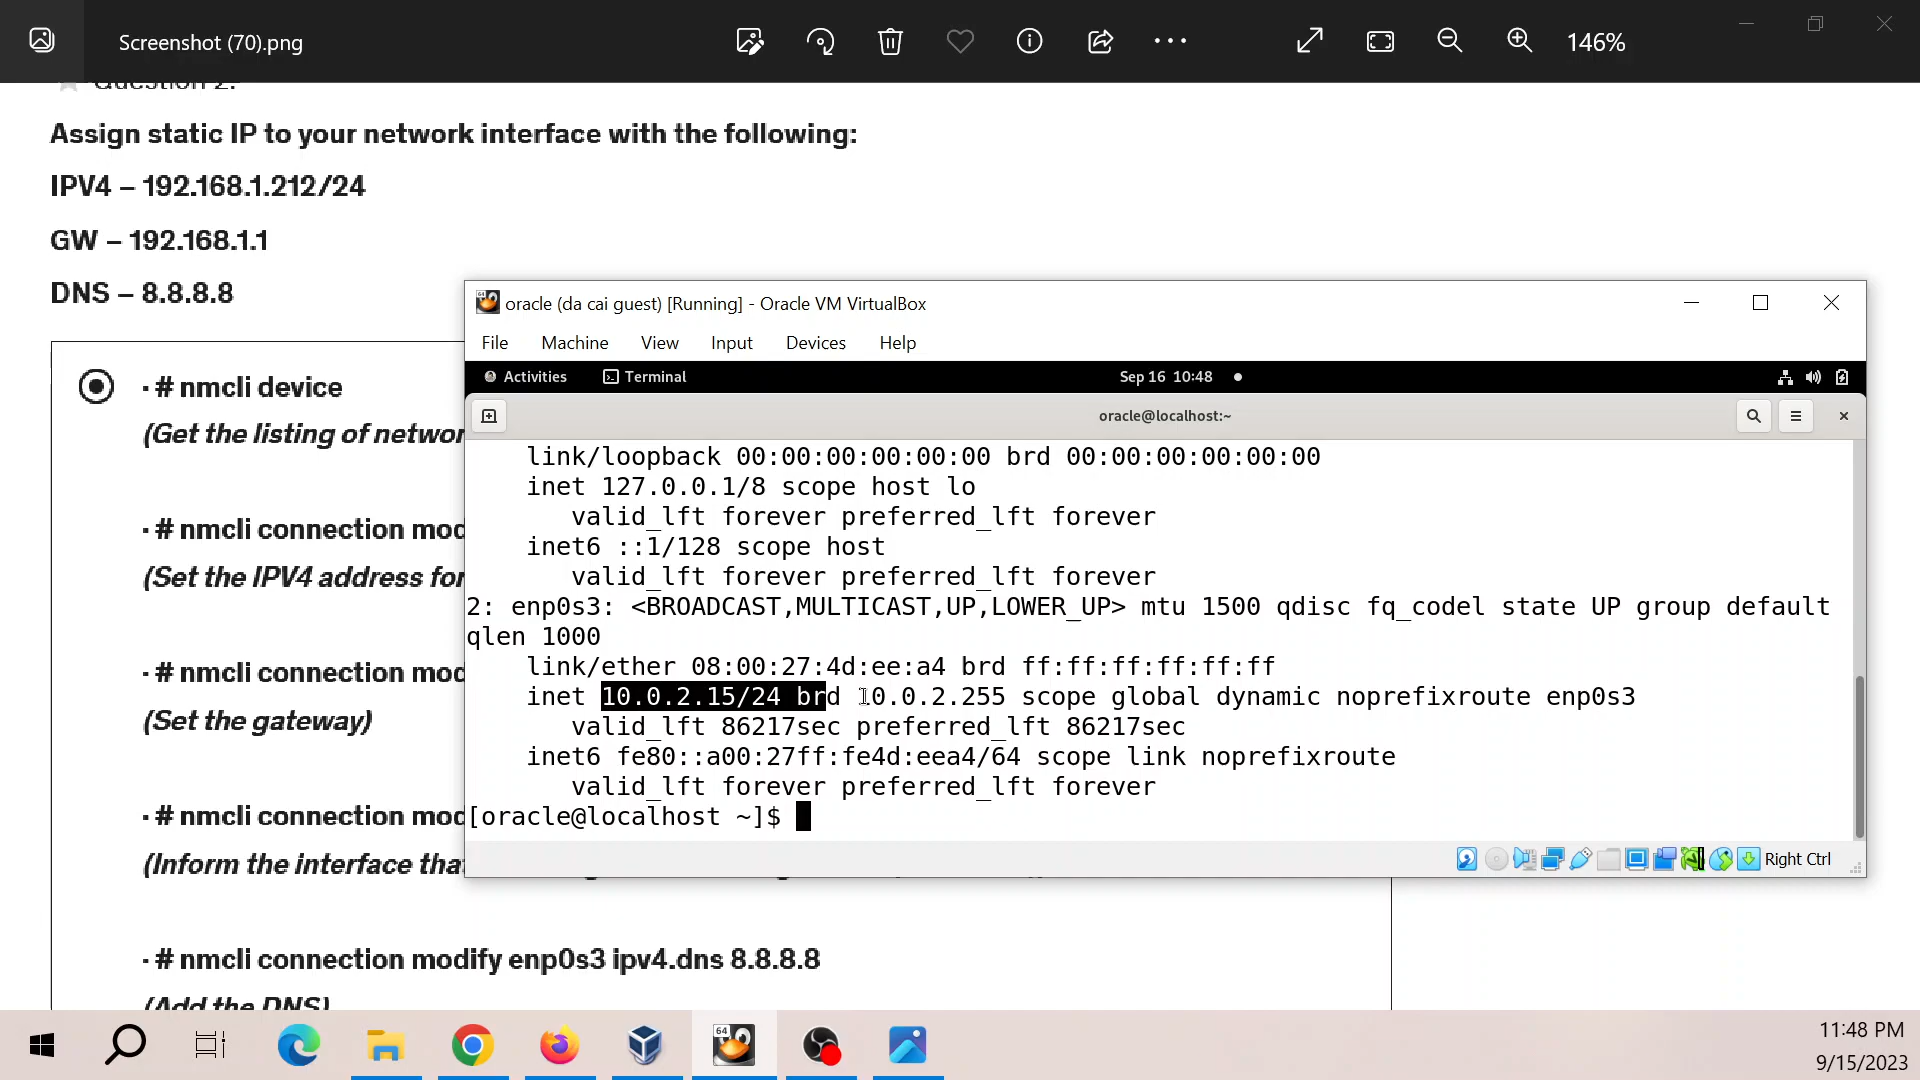 Screenshot (70).png
146%
Question 2:
Assign static IP to your network interface with the following:
IPV4 – 192.168.1.212/24
GW – 192.168.1.1
DNS – 8.8.8.8
· # nmcli device
(Get the listing of networ
· # nmcli connection mod
(Set the IPV4 address for
· # nmcli connection mod
(Set the gateway)
· # nmcli connection mod
(Inform the interface tha
· # nmcli connection modify enp0s3 ipv4.dns 8.8.8.8
(Add the DNS)
64
oracle (da cai guest) [Running] - Oracle VM VirtualBox
File Machine View Input Devices Help
Activities Terminal Sep 16 10:48
oracle@localhost:~
link/loopback 00:00:00:00:00:00 brd 00:00:00:00:00:00
inet 127.0.0.1/8 scope host lo
valid_lft forever preferred_lft forever
inet6 ::1/128 scope host
valid_lft forever preferred_lft forever
2: enp0s3: <BROADCAST,MULTICAST,UP,LOWER_UP> mtu 1500 qdisc fq_codel state UP group default
qlen 1000
link/ether 08:00:27:4d:ee:a4 brd ff:ff:ff:ff:ff:ff
inet 10.0.2.15/24 brd 10.0.2.255 scope global dynamic noprefixroute enp0s3
valid_lft 86217sec preferred_lft 86217sec
inet6 fe80::a00:27ff:fe4d:eea4/64 scope link noprefixroute
valid_lft forever preferred_lft forever
[oracle@localhost ~]$
Right Ctrl
64
11:48 PM
9/15/2023